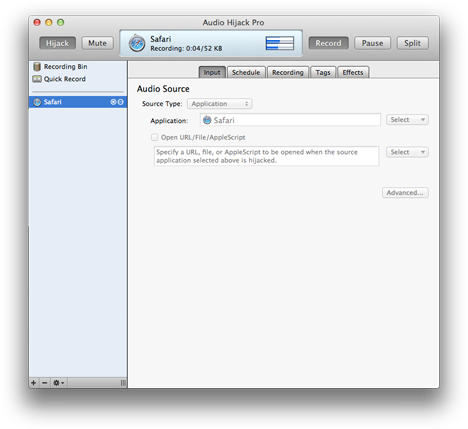 Audio Hijack Pro
Hijack
Mute
Safari
Recording: 0:04/52 KB
Record
Pause
Split
Recording Bin
Quick Record
Safari
Input
Schedule
Recording
Tags
Effects
Audio Source
Source Type:
Application
Application:
Safari
Select
Open URL/File/AppleScript
Specify a URL, file, or AppleScript to be opened when the source
application selected above is hijacked.
Select
Advanced...